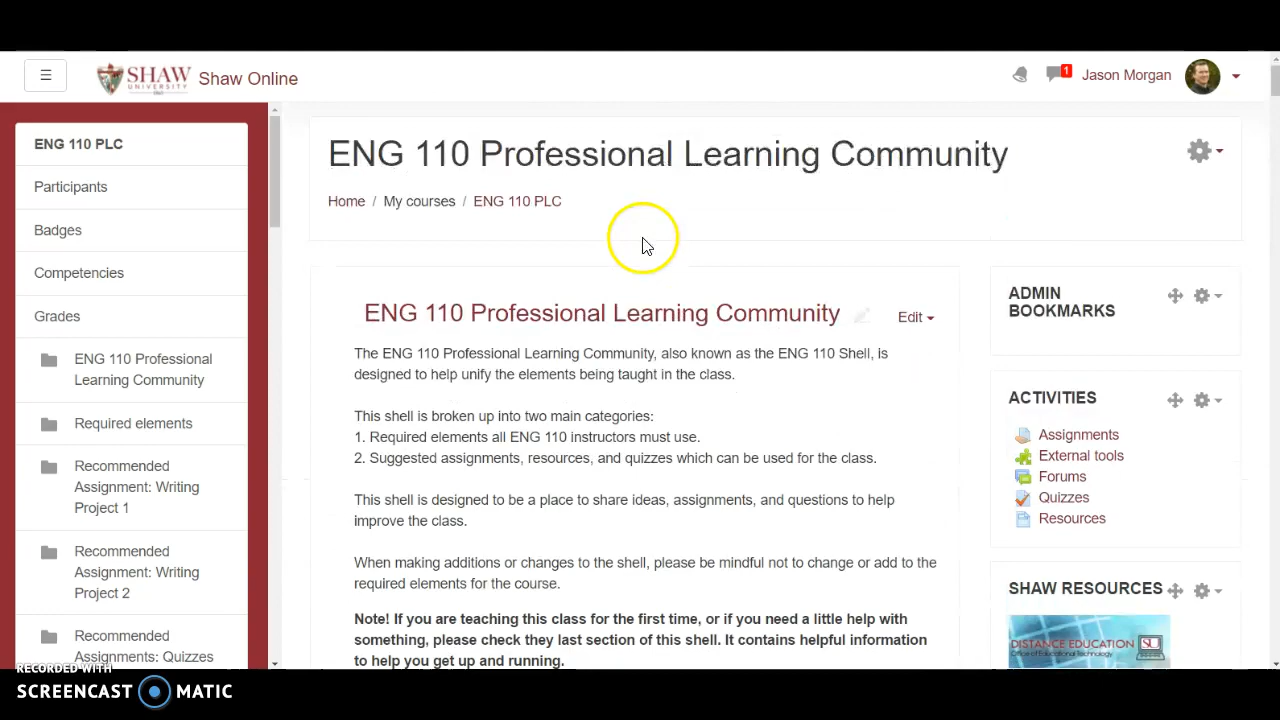 SHAW
UNIVERSITY
Shaw Online
1
Jason Morgan
ENG 110 PLC
Participants
Badges
Competencies
Grades
ENG 110 Professional
Learning Community
Required elements
Recommended
Assignment: Writing
Project 1
Recommended
Assignment: Writing
Project 2
Recommended
Assignments: Quizzes
ENG 110 Professional Learning Community
Home / My courses / ENG 110 PLC
ENG 110 Professional Learning Community
Edit
The ENG 110 Professional Learning Community, also known as the ENG 110 Shell, is
designed to help unify the elements being taught in the class.
This shell is broken up into two main categories:
1. Required elements all ENG 110 instructors must use.
2. Suggested assignments, resources, and quizzes which can be used for the class.
This shell is designed to be a place to share ideas, assignments, and questions to help
improve the class.
When making additions or changes to the shell, please be mindful not to change or add to the
required elements for the course.
Note! If you are teaching this class for the first time, or if you need a little help with
something, please check they last section of this shell. It contains helpful information
to help you get up and running.
ADMIN
BOOKMARKS
ACTIVITIES
Assignments
External tools
Forums
Quizzes
Resources
SHAW RESOURCES
DISTANCE EDUCATION
Office of Educational Technology
SU
RECORDED WITH
SCREENCAST MATIC